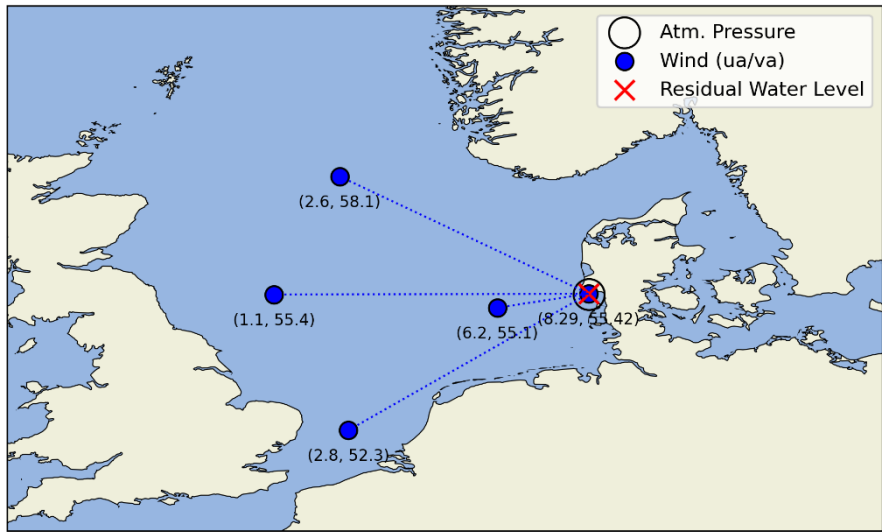 Atm. Pressure
Wind (ua/va)
Residual Water Level
(2.6, 58.1)
(1.1, 55.4)
(6.2, 55.1)
(8.29, 55.42)
(2.8, 52.3)